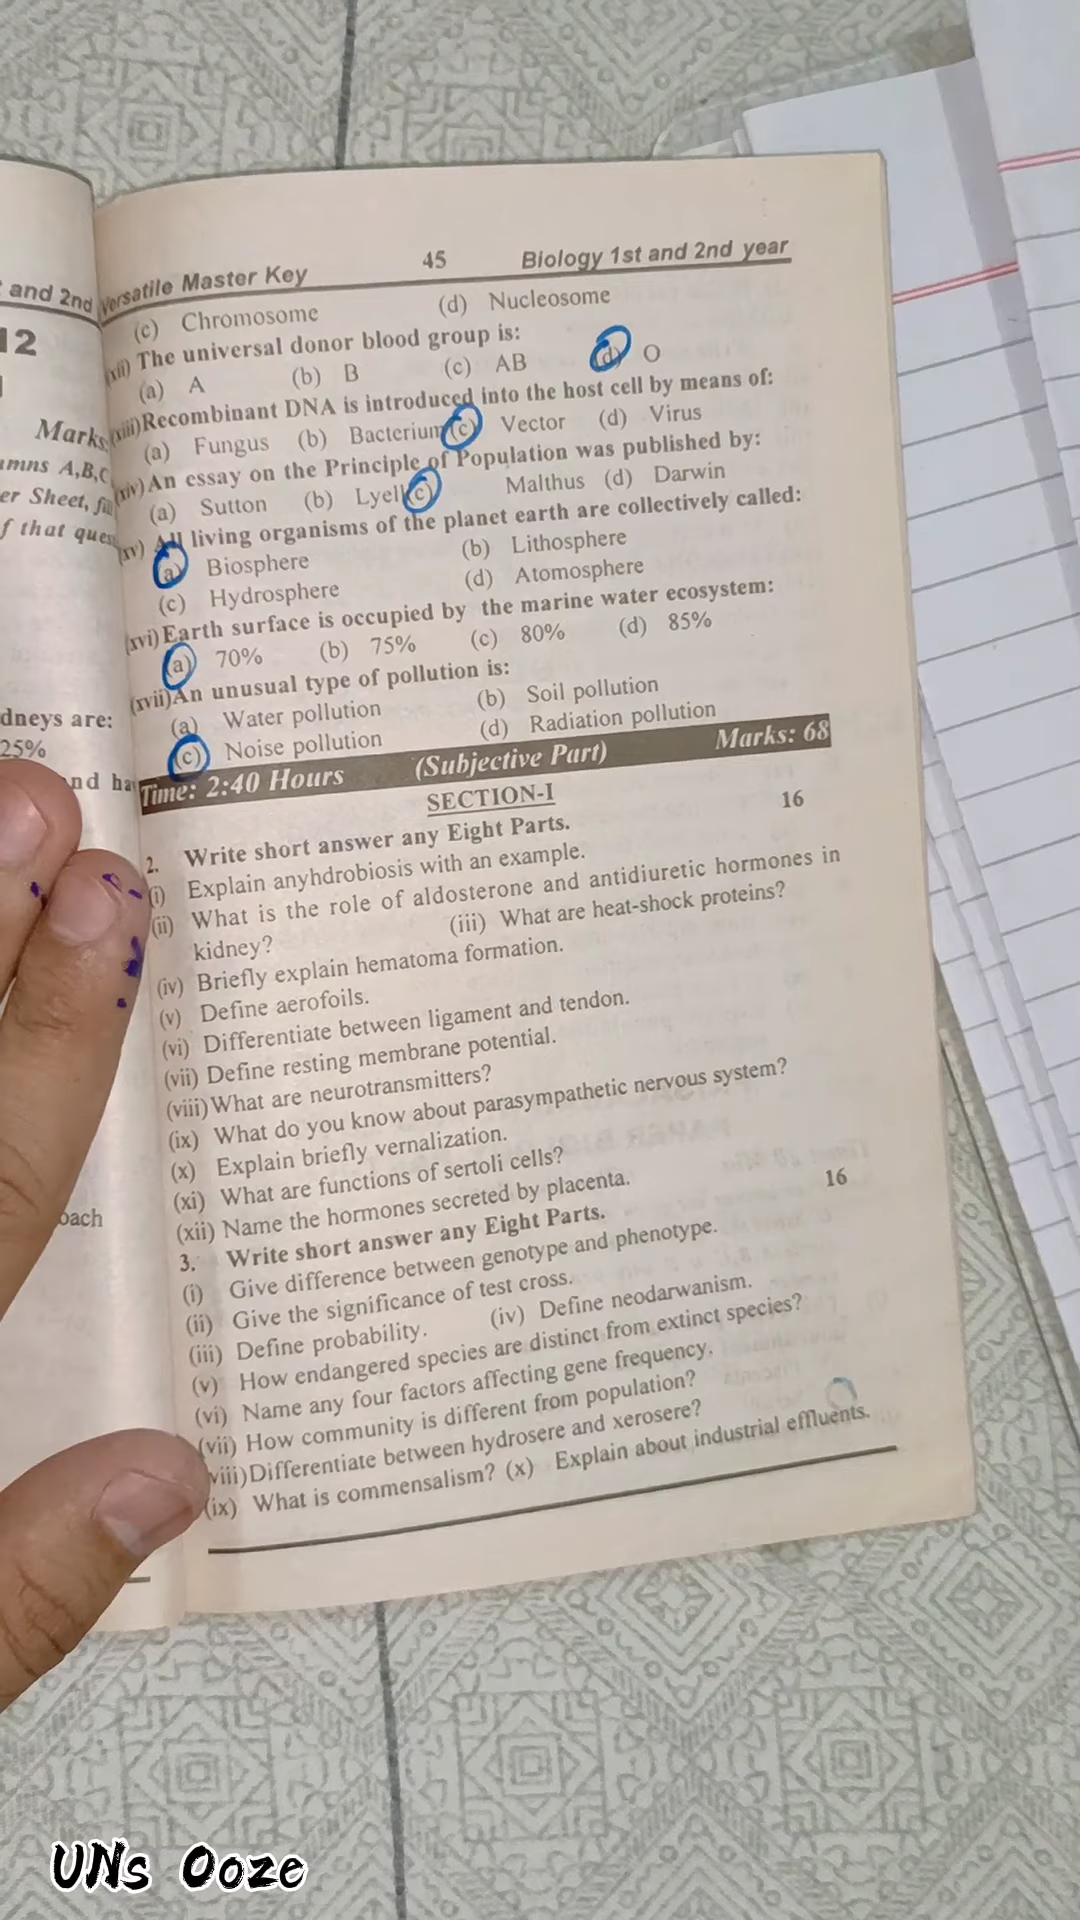 and 2nd
12
Marks
mns A,B,C
er Sheet, fil
f that ques
dneys are:
25%
nd ha
oach
Versatile Master Key 45 Biology 1st and 2nd year
(c) Chromosome (d) Nucleosome
(xii) The universal donor blood group is:
(a) A (b) B (c) AB (d) O
(xiii) Recombinant DNA is introduced into the host cell by means of:
(a) Fungus (b) Bacterium (c) Vector (d) Virus
(xiv) An essay on the Principle of Population was published by:
(a) Sutton (b) Lyell (c) Malthus (d) Darwin
(xv) All living organisms of the planet earth are collectively called:
(a) Biosphere (b) Lithosphere
(c) Hydrosphere (d) Atomosphere
(xvi) Earth surface is occupied by the marine water ecosystem:
(a) 70% (b) 75% (c) 80% (d) 85%
(xvii) An unusual type of pollution is:
(a) Water pollution (b) Soil pollution
(c) Noise pollution (d) Radiation pollution
Time: 2:40 Hours (Subjective Part) Marks: 68
SECTION-I
2. Write short answer any Eight Parts. 16
(i) Explain anyhdrobiosis with an example.
(ii) What is the role of aldosterone and antidiuretic hormones in
kidney? (iii) What are heat-shock proteins?
(iv) Briefly explain hematoma formation.
(v) Define aerofoils.
(vi) Differentiate between ligament and tendon.
(vii) Define resting membrane potential.
(viii) What are neurotransmitters?
(ix) What do you know about parasympathetic nervous system?
(x) Explain briefly vernalization.
(xi) What are functions of sertoli cells?
(xii) Name the hormones secreted by placenta.
3. Write short answer any Eight Parts. 16
(i) Give difference between genotype and phenotype.
(ii) Give the significance of test cross.
(iii) Define probability. (iv) Define neodarwanism.
(v) How endangered species are distinct from extinct species?
(vi) Name any four factors affecting gene frequency.
(vii) How community is different from population?
viii) Differentiate between hydrosere and xerosere?
(ix) What is commensalism? (x) Explain about industrial effluents.
UNs Ooze